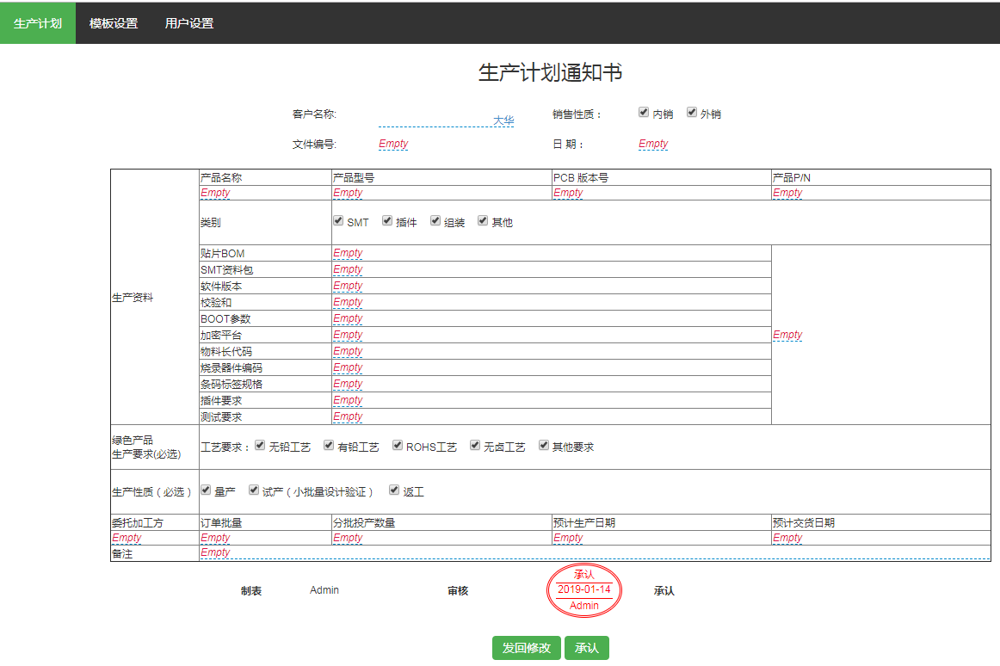 生产计划 模板设置 用户设置
生产计划通知书
客户名称: 大华 销售性质： 内销 外销
文件编号: Empty 日 期： Empty
产品名称 产品型号 PCB 版本号 产品P/N
Empty Empty Empty Empty
类别 SMT 插件 组装 其他
生产资料
贴片BOM Empty
SMT资料包 Empty
软件版本 Empty
校验和 Empty
BOOT参数 Empty
加密平台 Empty Empty
物料长代码 Empty
烧录器件编码 Empty
条码标签规格 Empty
插件要求 Empty
测试要求 Empty
绿色产品
生产要求(必选) 工艺要求： 无铅工艺 有铅工艺 ROHS工艺 无卤工艺 其他要求
生产性质（必选） 量产 试产（小批量设计验证） 返工
委托加工方 订单批量 分批投产数量 预计生产日期 预计交货日期
Empty Empty Empty Empty Empty
备注 Empty
制表 Admin 审核 承认
承认
2019-01-14
Admin
发回修改 承认